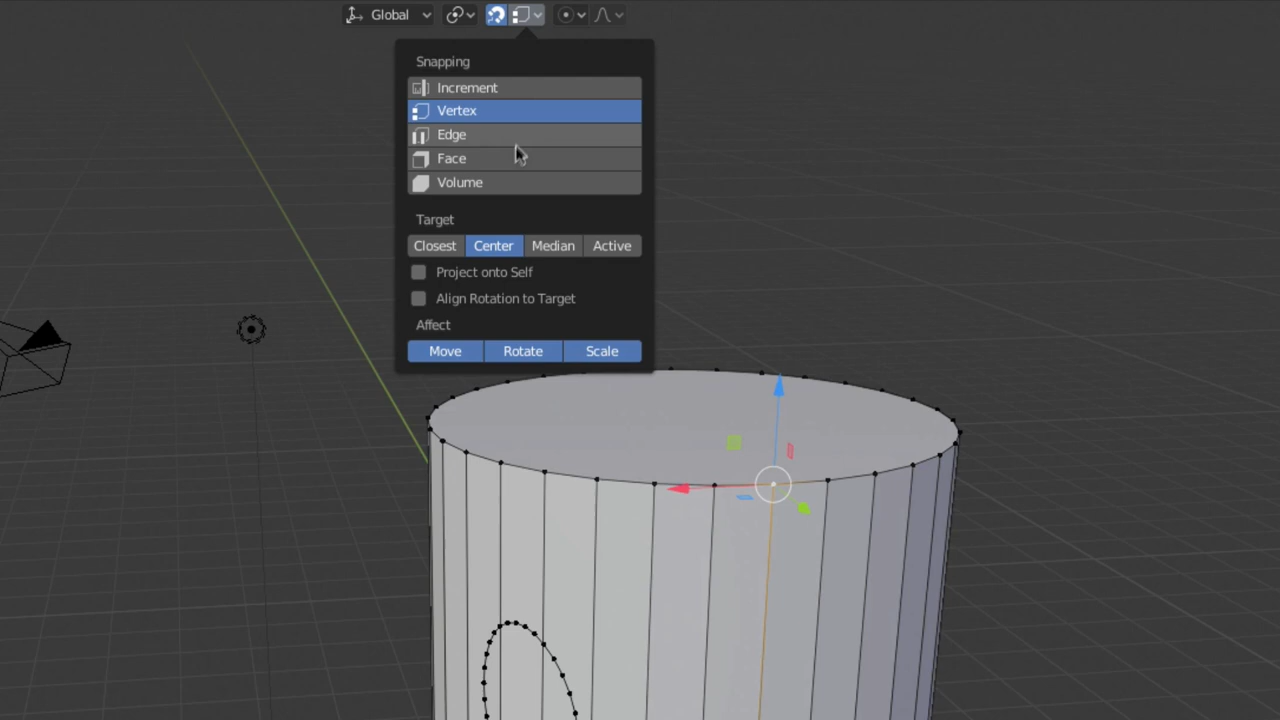 Global
Snapping
Increment
Vertex
Edge
Face
Volume
Target
Closest Center Median Active
Project onto Self
Align Rotation to Target
Affect
Move Rotate Scale